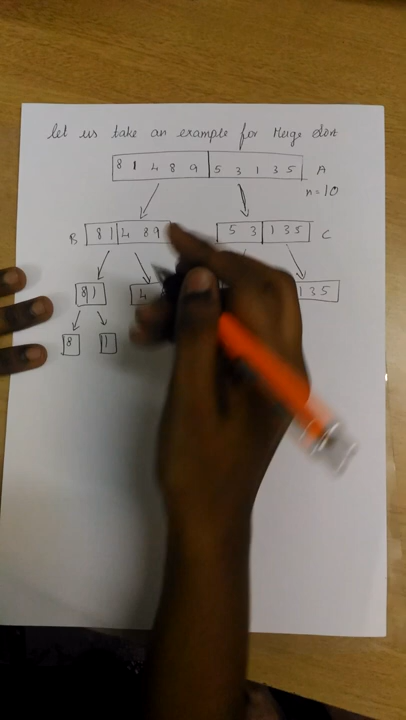 let us take an example for Merge Sort
8 1 4 8 9 5 3 1 3 5 A
n=10
B 8 1 4 8 9 5 3 1 3 5 C
8 1 4 1 3 5
8 1